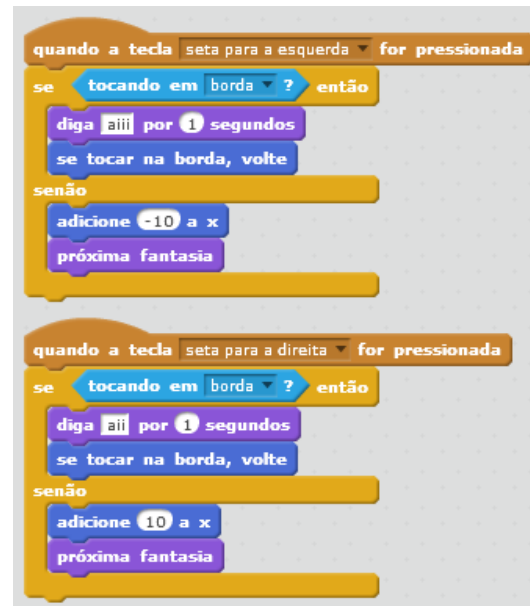 quando a tecla seta para a esquerda for pressionada
se tocando em borda ? então
diga aiii por 1 segundos
se tocar na borda, volte
senão
adicione -10 a x
próxima fantasia
quando a tecla seta para a direita for pressionada
se tocando em borda ? então
diga aii por 1 segundos
se tocar na borda, volte
senão
adicione 10 a x
próxima fantasia